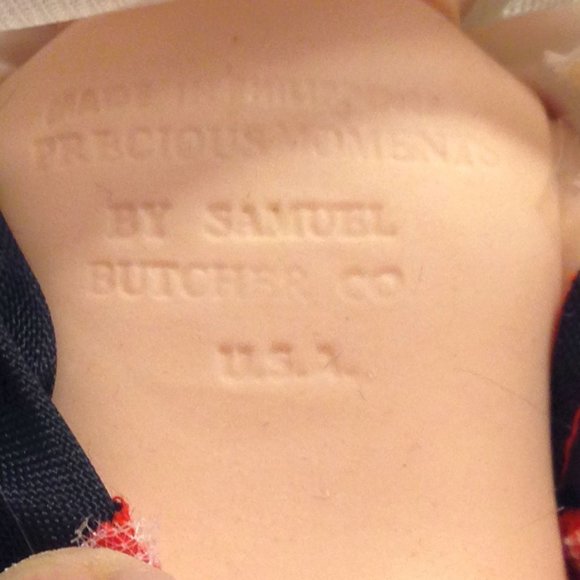 MADE IN
PRECIOUS MOMENTS
BY SAMUEL
BUTCHER CO
U.S.A.